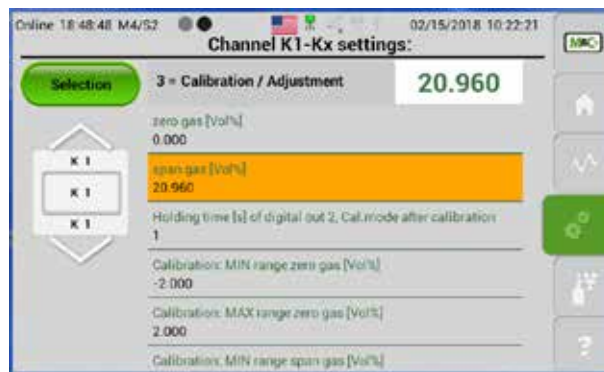 Online 18:48:48 M4/S2
02/15/2018 10:22:21
Channel K1-Kx settings:
Selection
3 = Calibration / Adjustment
20.960
zero gas [Vol%]
0.000
K 1
K 1
K 1
span gas [Vol%]
20.960
Holding time [s] of digital out 2, Cal.mode after calibration
1
Calibration: MIN range zero gas [Vol%]
-2.000
Calibration: MAX range zero gas [Vol%]
2.000
Calibration: MIN range span gas [Vol%]
?